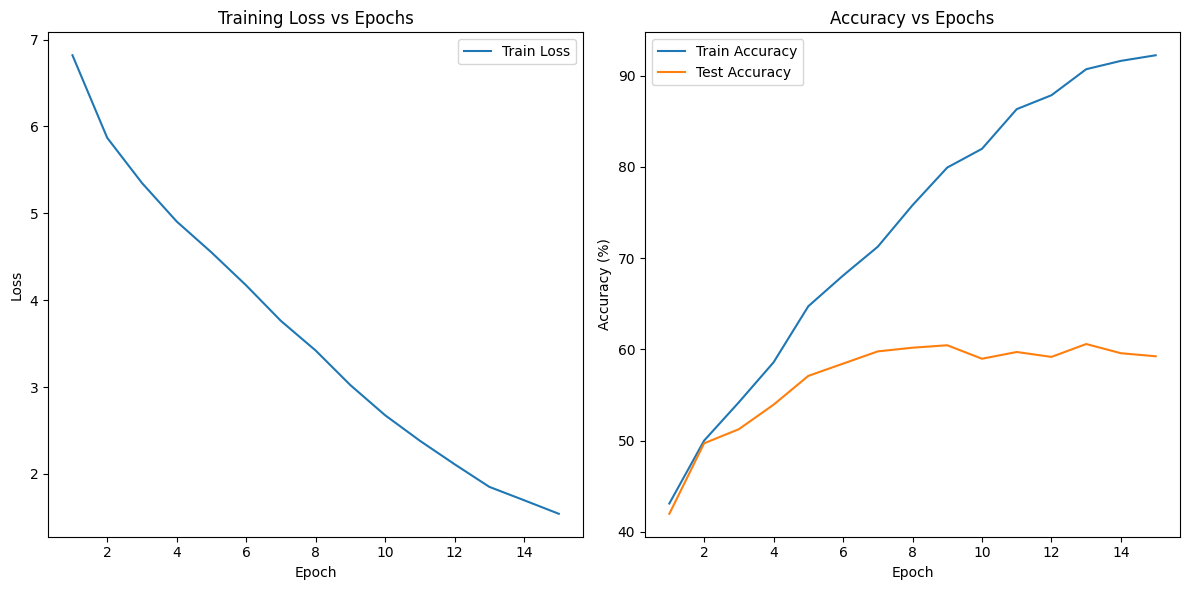 Training Loss vs Epochs
Train Loss
7
6
5
4
3
2
Loss
2 4 6 8 10 12 14
Epoch
Accuracy vs Epochs
Train Accuracy
Test Accuracy
90
80
70
60
50
40
Accuracy (%)
2 4 6 8 10 12 14
Epoch